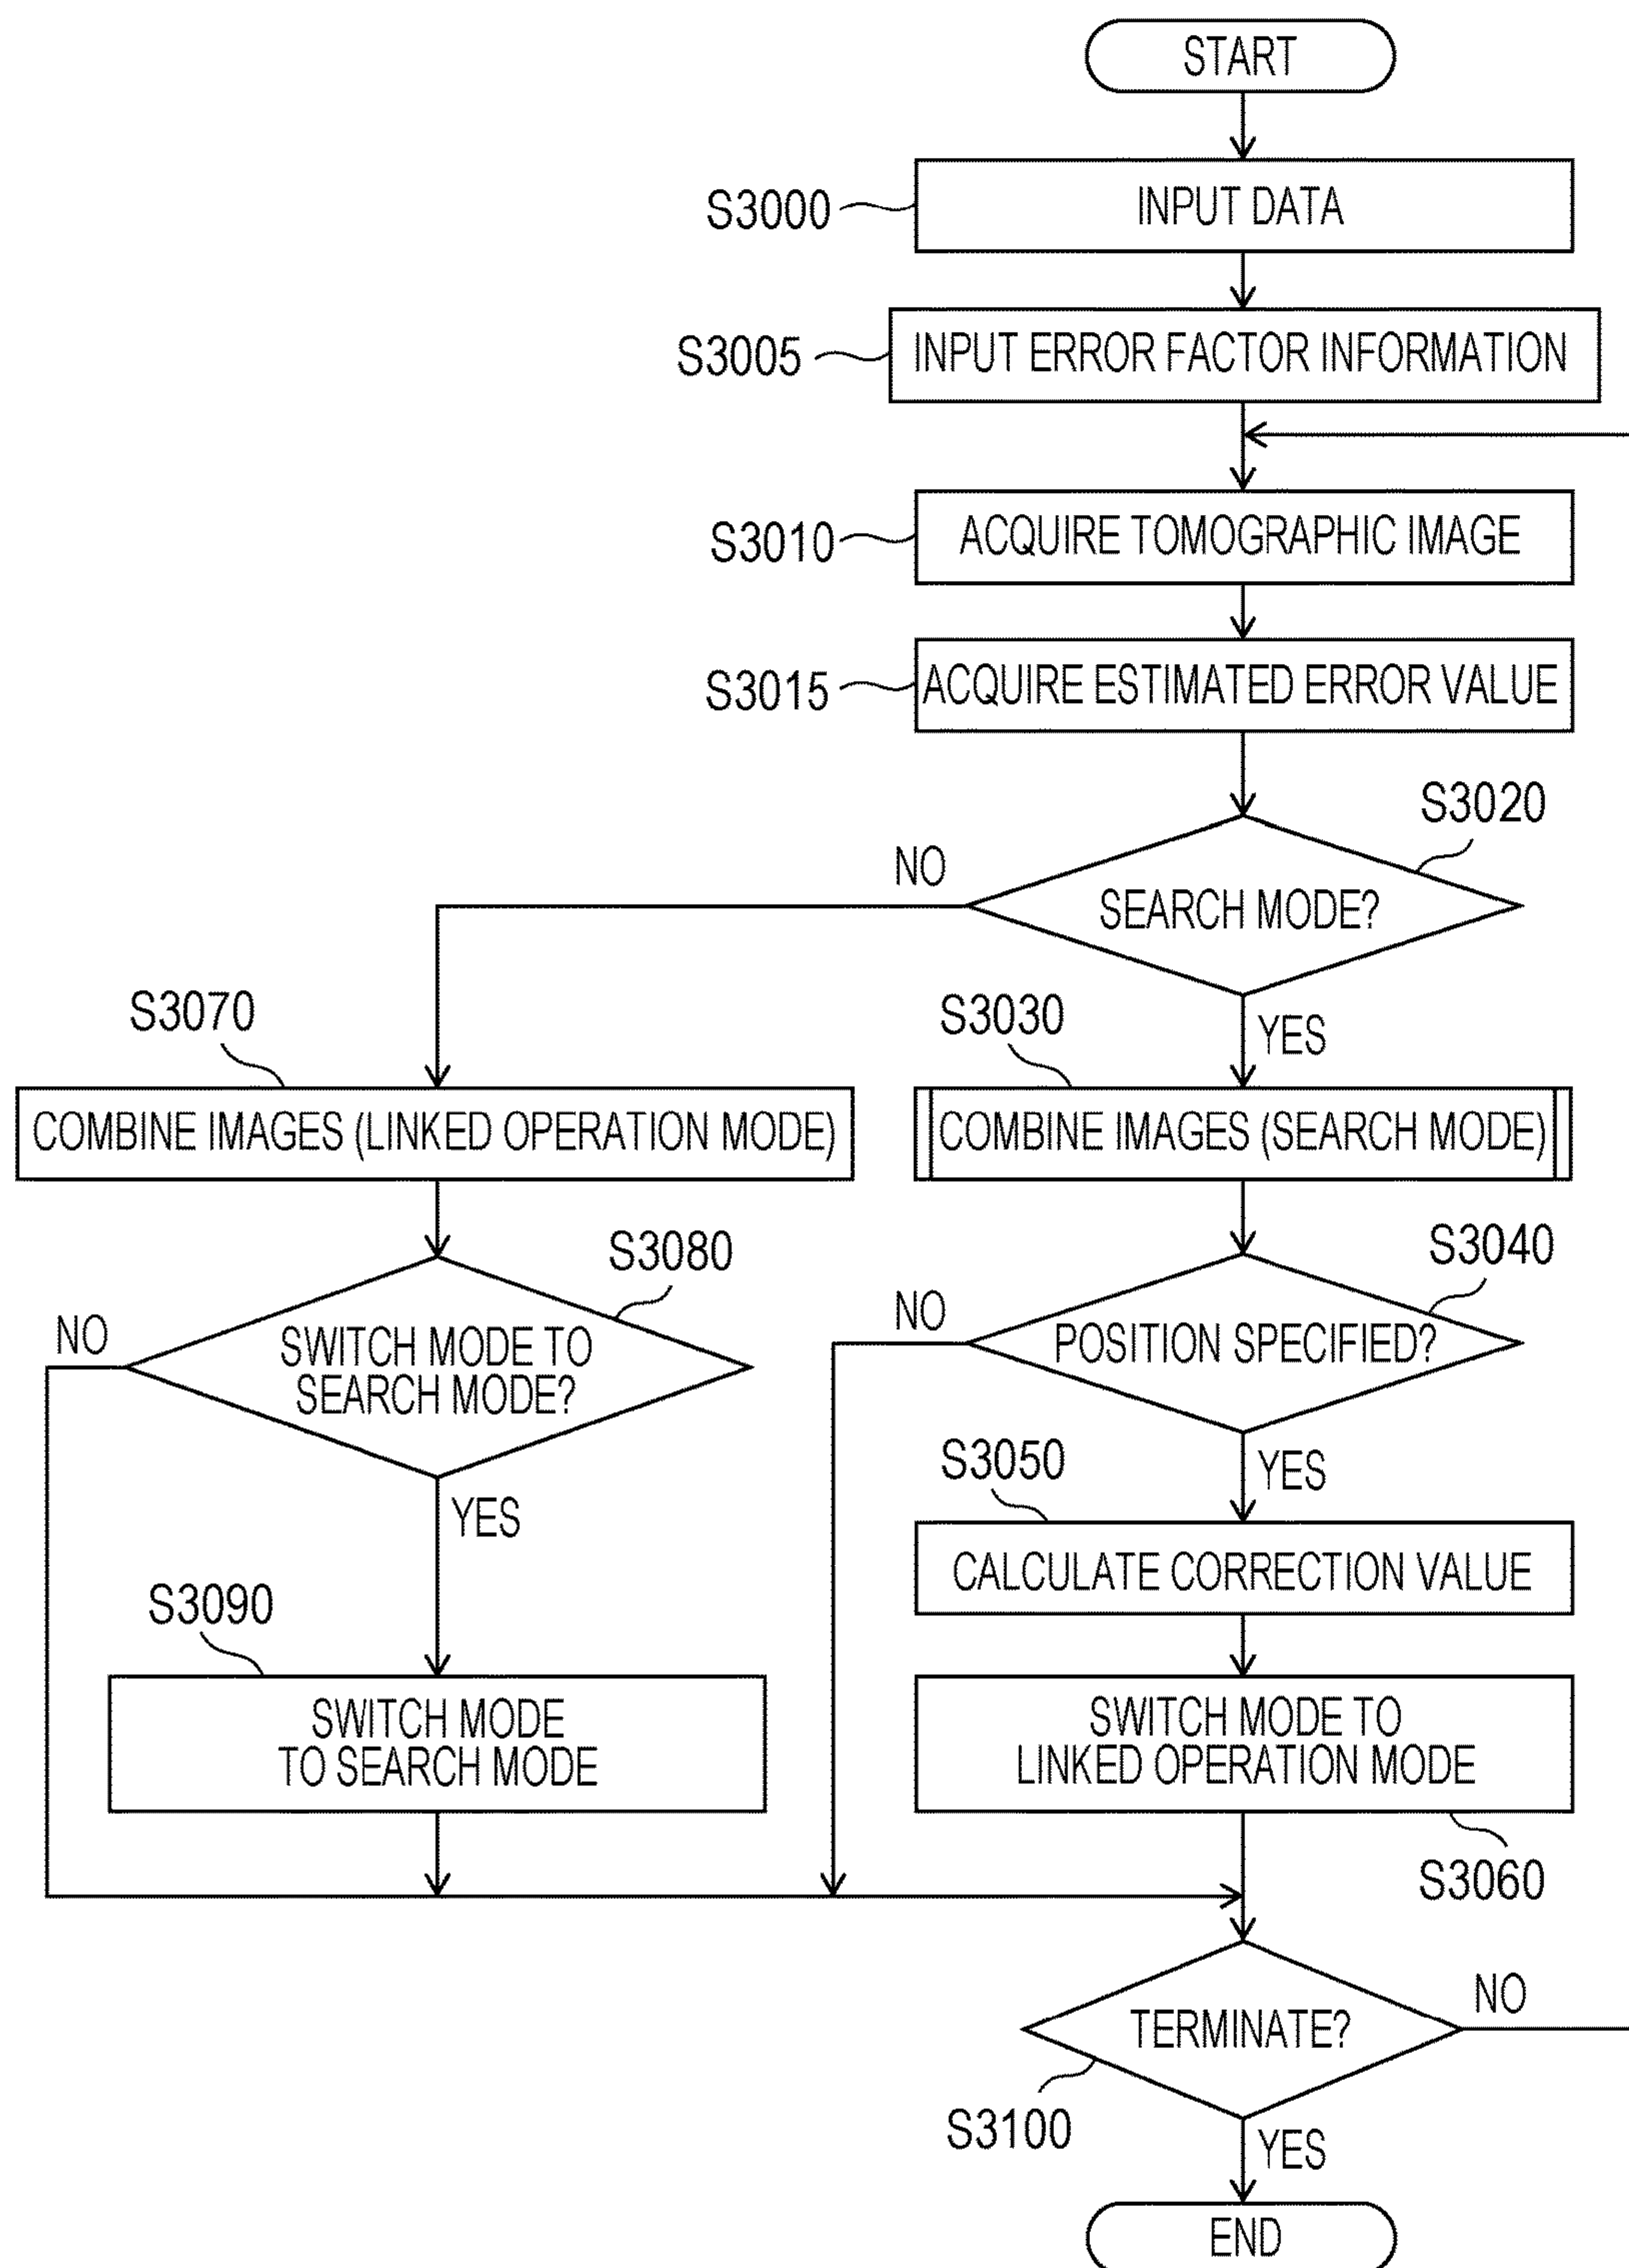 START
S3000
INPUT DATA
S3005
INPUT ERROR FACTOR INFORMATION
S3010
ACQUIRE TOMOGRAPHIC IMAGE
S3015
ACQUIRE ESTIMATED ERROR VALUE
S3020
NO
SEARCH MODE?
YES
S3070
S3030
COMBINE IMAGES (LINKED OPERATION MODE)
COMBINE IMAGES (SEARCH MODE)
S3080
S3040
NO
SWITCH MODE TO
SEARCH MODE?
YES
NO
POSITION SPECIFIED?
YES
S3050
CALCULATE CORRECTION VALUE
S3090
SWITCH MODE
TO SEARCH MODE
SWITCH MODE TO
LINKED OPERATION MODE
S3060
TERMINATE?
NO
S3100
YES
END